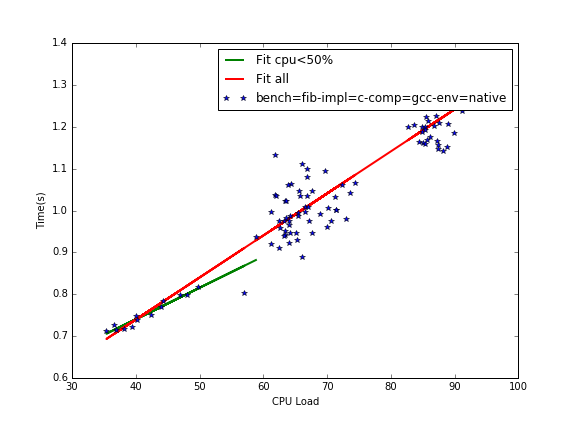 Fit cpu<50%
Fit all
bench=fib-impl=c-comp=gcc-env=native
1.4
1.3
1.2
1.1
1.0
0.9
0.8
0.7
0.6
Time(s)
30 40 50 60 70 80 90 100
CPU Load